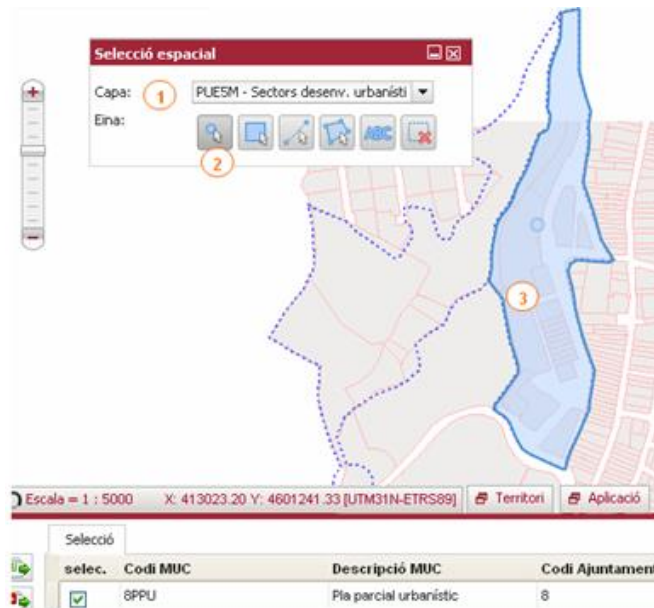 Selecció espacial
Capa: 1 PUESM - Sectors desenv. urbanísti
Eina:
ABC
2
3
Escala = 1 : 5000 X: 413023.20 Y: 4601241.33 [UTM31N-ETRS89] Territori Aplicació
Selecció
selec. Codi MUC Descripció MUC Codi Ajuntament
8PPU Pla parcial urbanístic 8